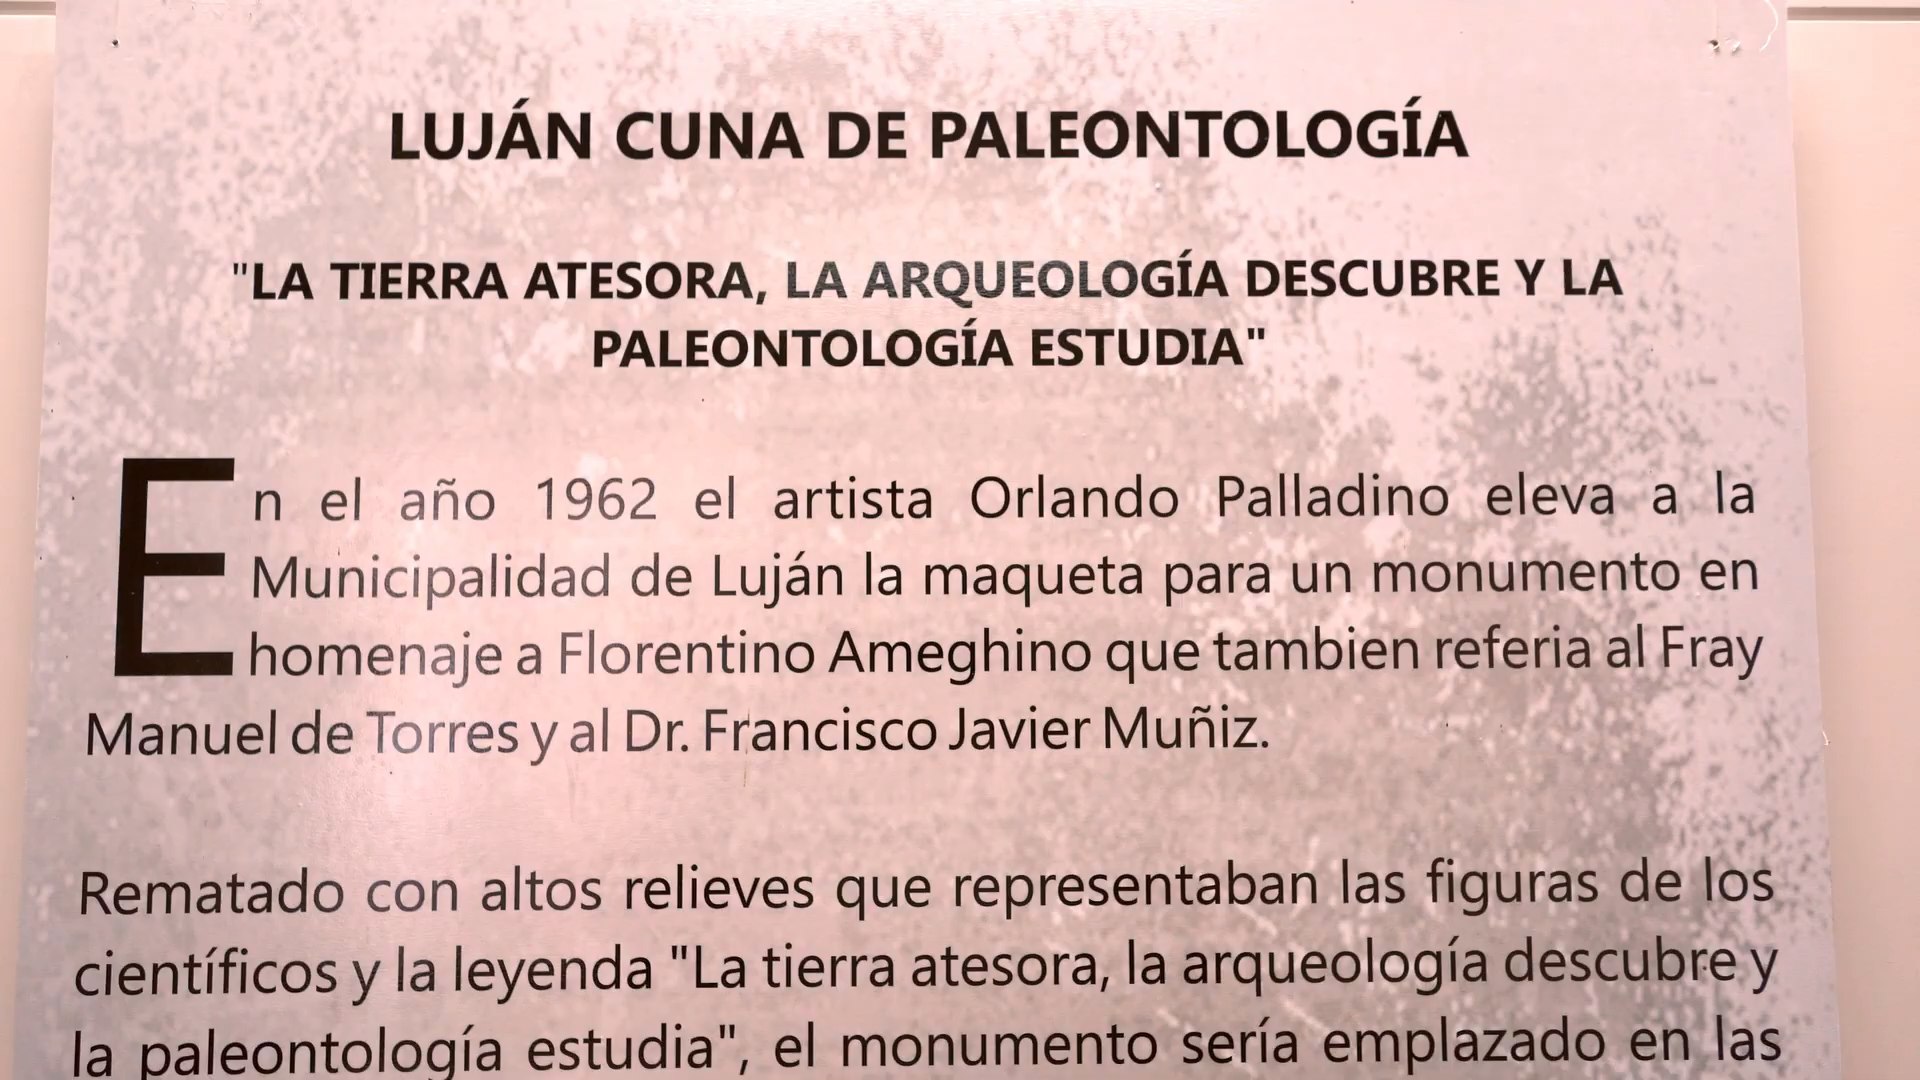 LUJÁN CUNA DE PALEONTOLOGÍA
"LA TIERRA ATESORA, LA ARQUEOLOGÍA DESCUBRE Y LA
PALEONTOLOGÍA ESTUDIA"
En el año 1962 el artista Orlando Palladino eleva a la
Municipalidad de Luján la maqueta para un monumento en
homenaje a Florentino Ameghino que tambien referia al Fray
Manuel de Torres y al Dr. Francisco Javier Muñiz.
Rematado con altos relieves que representaban las figuras de los
científicos y la leyenda "La tierra atesora, la arqueología descubre y
la paleontología estudia", el monumento sería emplazado en las